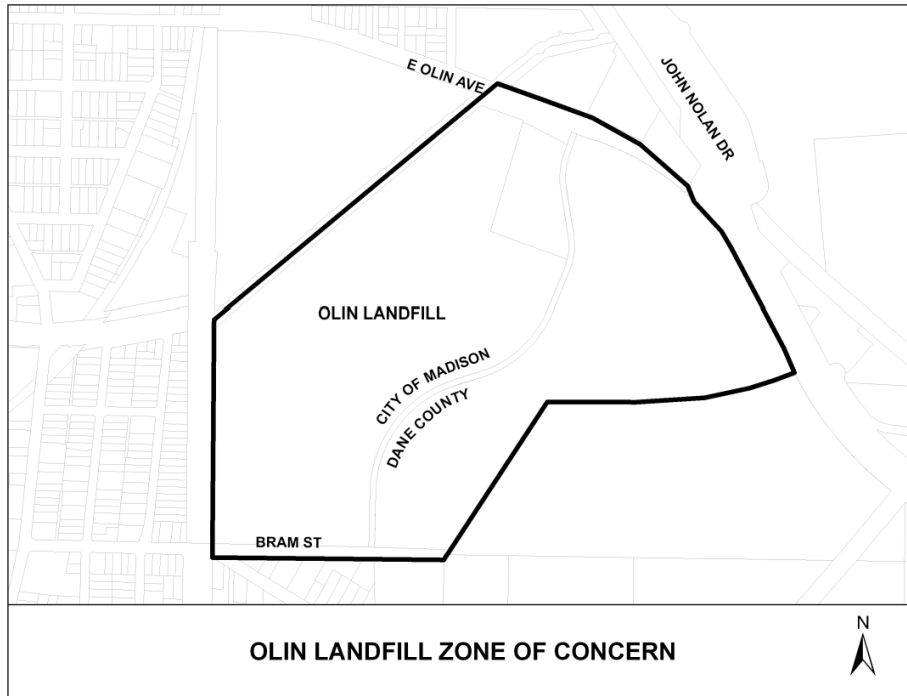 E OLIN AVE
JOHN NOLAN DR
OLIN LANDFILL
CITY OF MADISON
DANE COUNTY
BRAM ST
OLIN LANDFILL ZONE OF CONCERN
N